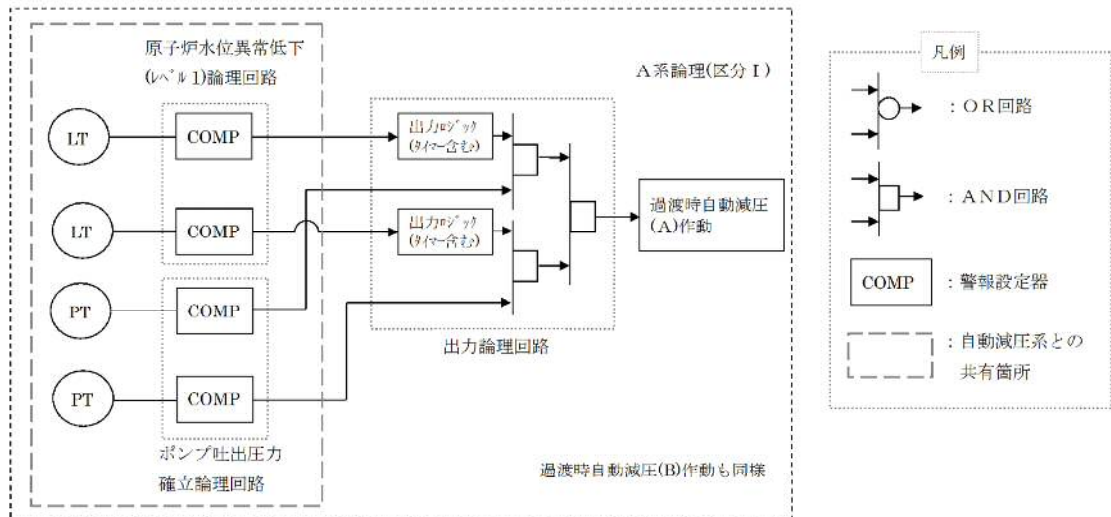 原子炉水位異常低下
(ﾚﾍﾞﾙ1)論理回路
A系論理(区分Ⅰ)
LT
COMP
出力ﾛｼﾞｯｸ
(ﾀｲﾏｰ含む)
LT
COMP
出力ﾛｼﾞｯｸ
(ﾀｲﾏｰ含む)
過渡時自動減圧
(A)作動
PT
COMP
出力論理回路
PT
COMP
ポンプ吐出圧力
確立論理回路
過渡時自動減圧(B)作動も同様
凡例
：OR回路
：AND回路
COMP
：警報設定器
：自動減圧系との
共有箇所